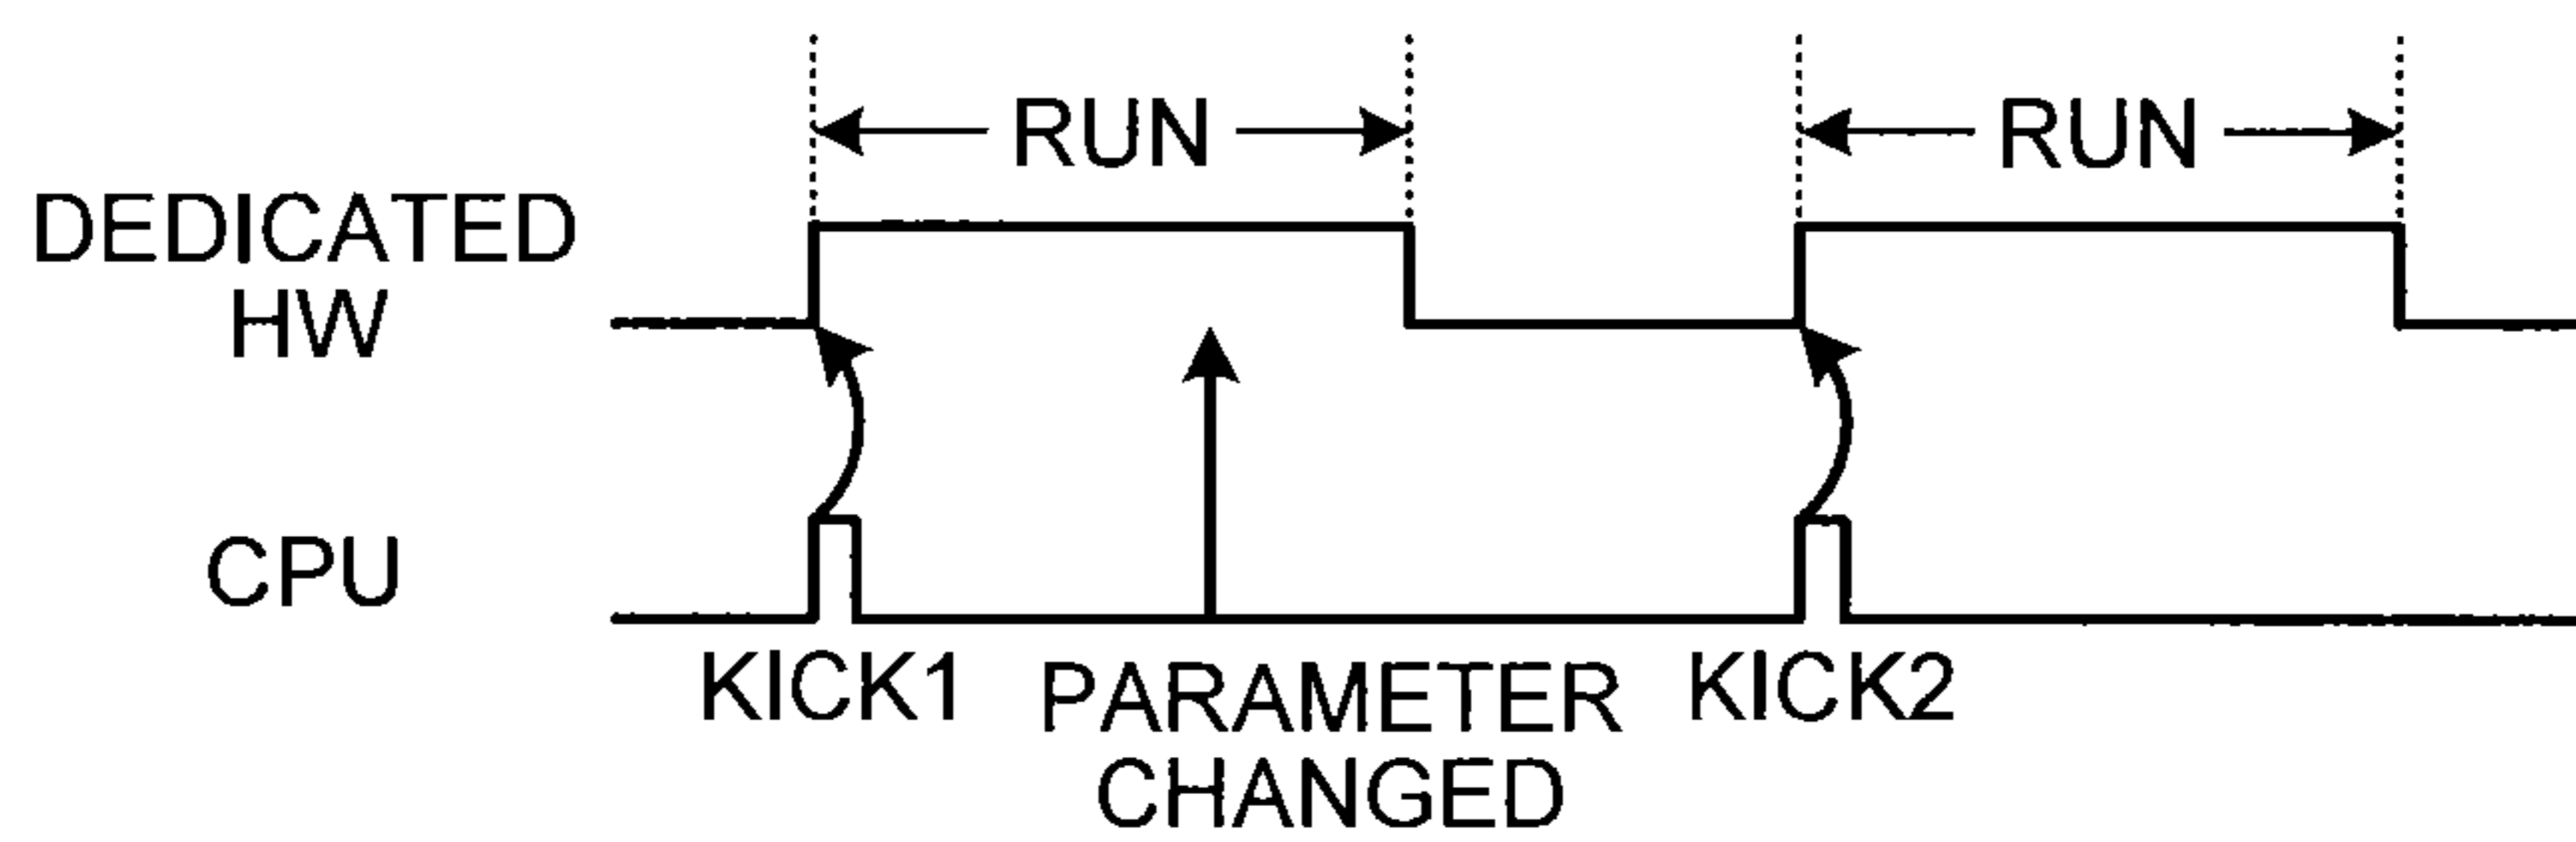 RUN
RUN
DEDICATED
HW
CPU
KICK1
PARAMETER
CHANGED
KICK2